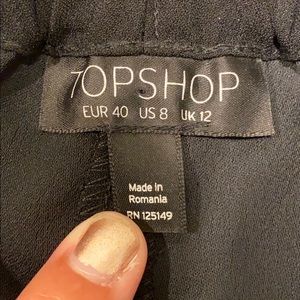 TOPSHOP
EUR 40 US 8 UK 12
Made in
Romania
RN 125149